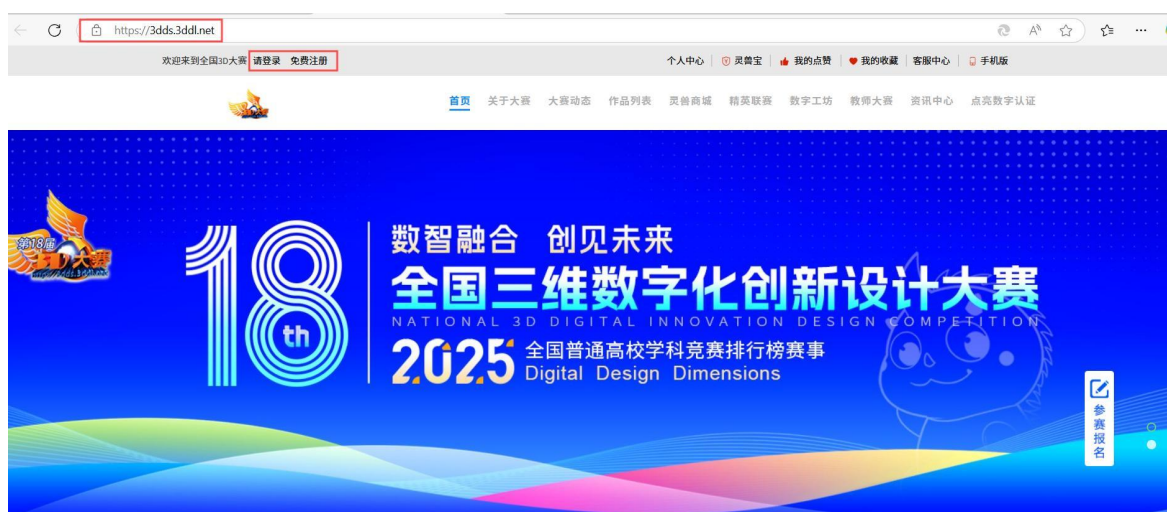 https://3dds.3ddl.net
欢迎来到全国3D大赛 请登录 免费注册
个人中心 灵兽宝 我的点赞 我的收藏 客服中心 手机版
首页 关于大赛 大赛动态 作品列表 灵兽商城 精英联赛 数字工坊 教师大赛 资讯中心 点亮数字认证
第18届
3D大赛
18th
数智融合 创见未来
全国三维数字化创新设计大赛
NATIONAL 3D DIGITAL INNOVATION DESIGN COMPETITION
2025 全国普通高校学科竞赛排行榜赛事
Digital Design Dimensions
参赛报名